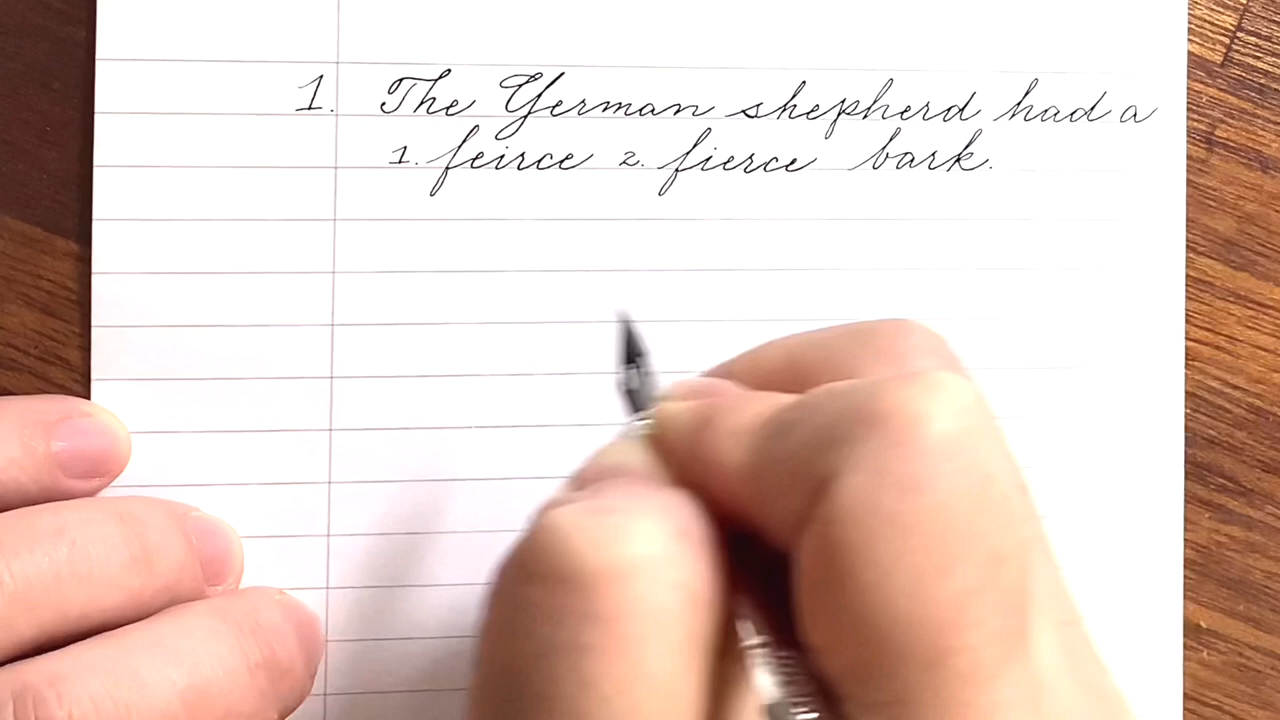 1. The German shepherd had a
1. feirce 2. fierce bark.